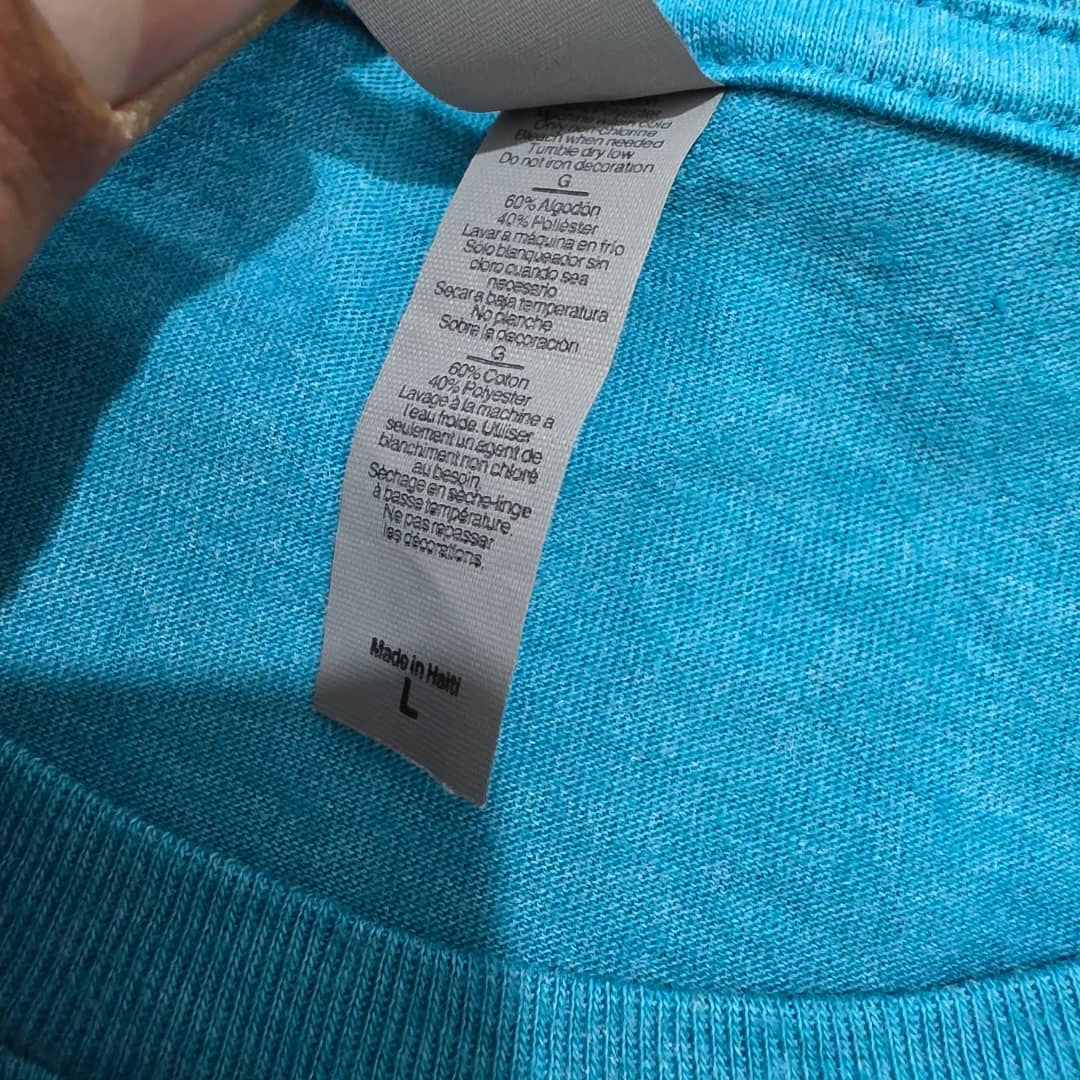 cold
chlorine
Bleach when needed
Tumble dry low
Do not iron decoration
G
60% Algodón
40% Poliéster
Lavar a máquina en frío
Sólo blanqueador sin
cloro cuando sea
necesario
Secar a baja temperatura
No planche
Sobre la decoración
G
60% Coton
40% Polyester
Lavage à la machine a
l'eau froide. Utiliser
seulement un agent de
blanchiment non chloré
au besoin.
Séchage en sèche-linge
à basse température.
Ne pas repasser
les décorations.
Made in Haiti
L